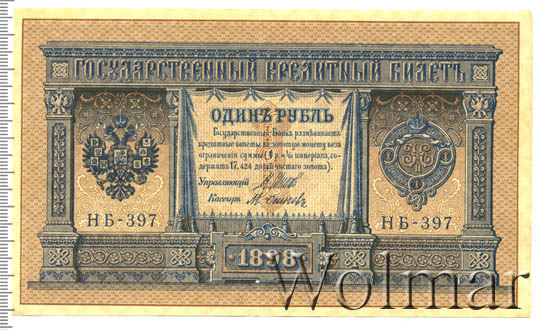 ГОСУДАРСТВЕННЫЙ КРЕДИТНЫЙ БИЛЕТЪ
ОДИНЪ РУБЛЬ
Государственный Банкъ размѣниваетъ
кредитные билеты на золотую монету безъ
ограниченія суммы (1 р. = 1/15 имперіала, со-
держитъ 17,424 долей чистаго золота).
Управляющій
Кассиръ
НБ-397
НБ-397
1898
Wolmar